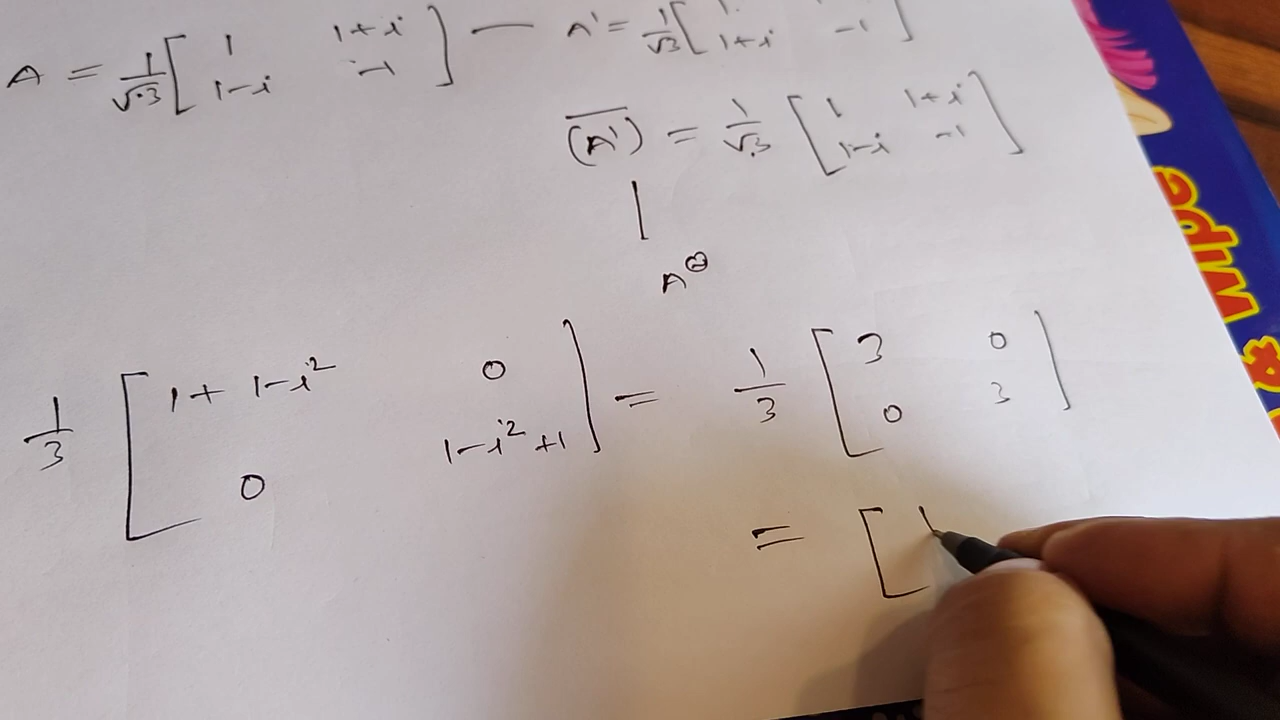 A = 1/√3 [ 1 1+i 1-i -1 ] — A' = 1/√3 [ 1+i -1 ]
(A')‾ = 1/√3 [ 1 1+i 1-i -1 ]
A^Θ
1/3 [ 1+1-i² 0 0 1-i²+1 ] = 1/3 [ 3 0 0 3 ]
= [ 1
& Wipe